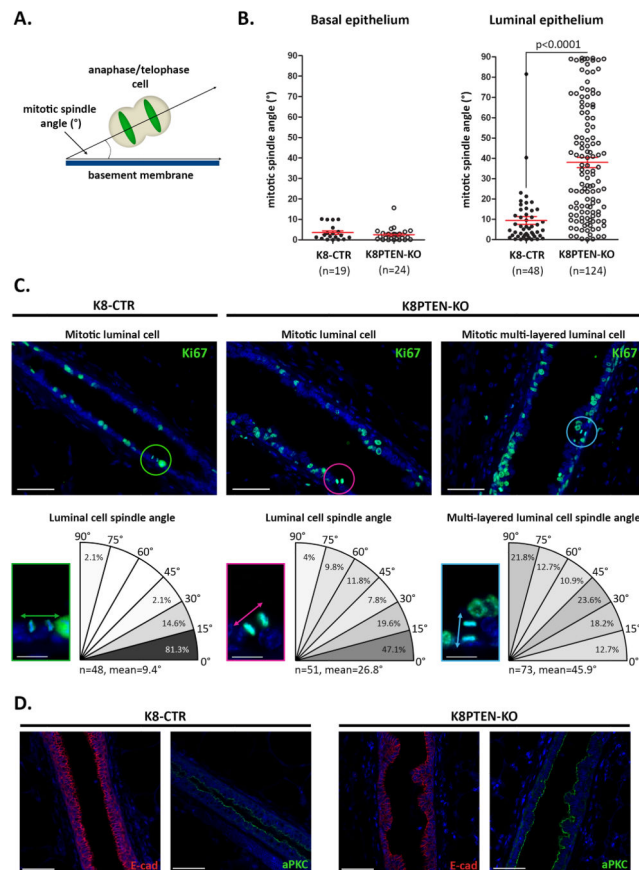 A.
anaphase/telophase
cell
mitotic spindle
angle (°)
basement membrane
B.
Basal epithelium
mitotic spindle angle (°)
90
80
70
60
50
40
30
20
10
0
K8-CTR
(n=19)
K8PTEN-KO
(n=24)
Luminal epithelium
p<0.0001
mitotic spindle angle (°)
90
80
70
60
50
40
30
20
10
0
K8-CTR
(n=48)
K8PTEN-KO
(n=124)
C.
K8-CTR
K8PTEN-KO
Mitotic luminal cell
Mitotic luminal cell
Mitotic multi-layered luminal cell
Ki67
Ki67
Ki67
Luminal cell spindle angle
90°
75°
60°
45°
30°
15°
0°
2.1%
2.1%
14.6%
81.3%
n=48, mean=9.4°
Luminal cell spindle angle
90°
75°
60°
45°
30°
15°
0°
4%
9.8%
11.8%
7.8%
19.6%
47.1%
n=51, mean=26.8°
Multi-layered luminal cell spindle angle
90°
75°
60°
45°
30°
15°
0°
21.8%
12.7%
10.9%
23.6%
18.2%
12.7%
n=73, mean=45.9°
D.
K8-CTR
K8PTEN-KO
E-cad
aPKC
E-cad
aPKC